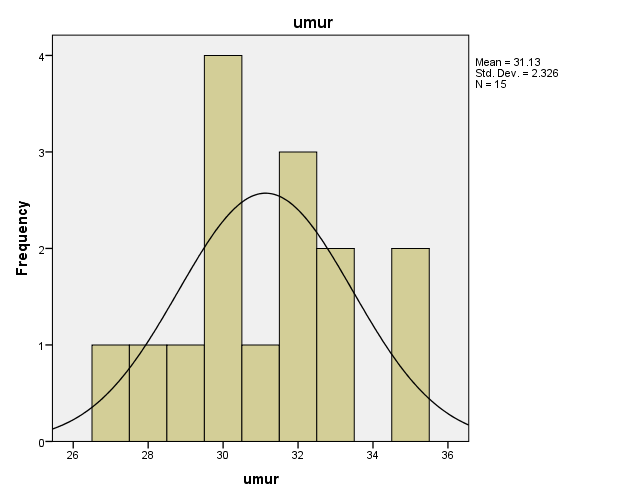 umur
Mean = 31.13
Std. Dev. = 2.326
N = 15
Frequency
4
3
2
1
0
26 28 30 32 34 36
umur